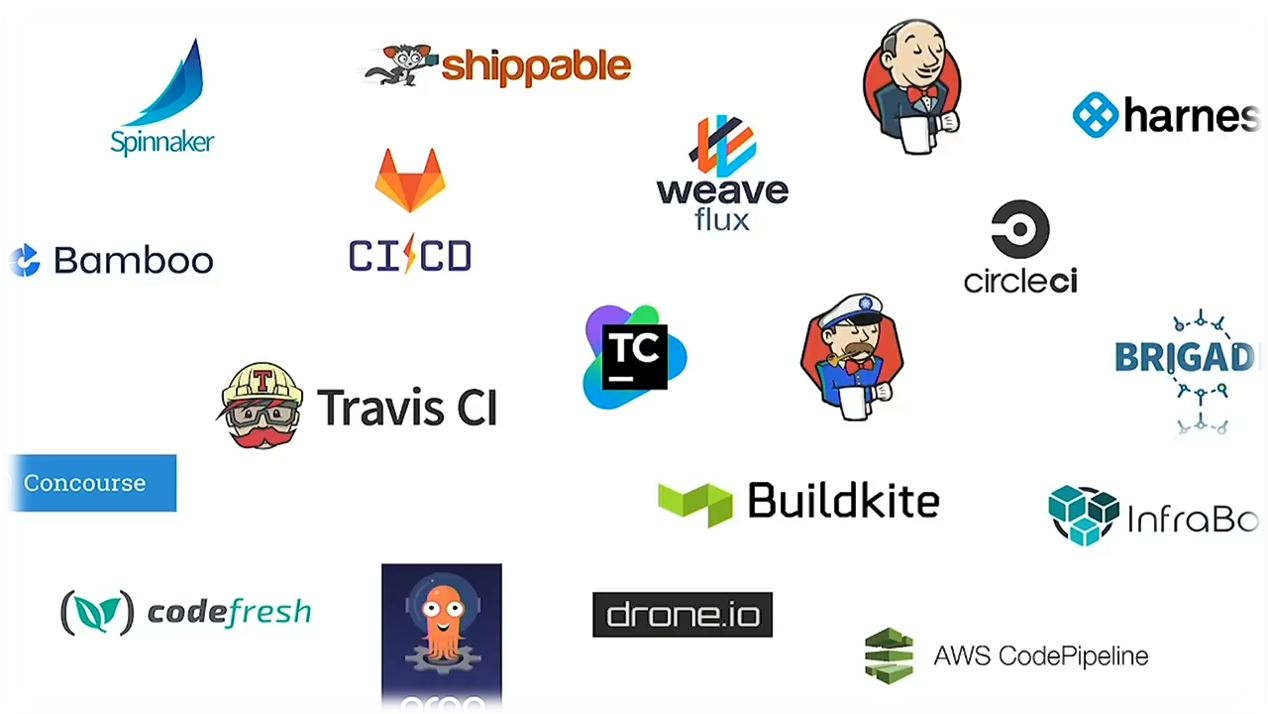 Spinnaker
shippable
harnes
weave
flux
CI CD
Bamboo
circleci
TC
BRIGAD
T
Travis CI
Concourse
Buildkite
InfraBo
codefresh
drone.io
AWS CodePipeline